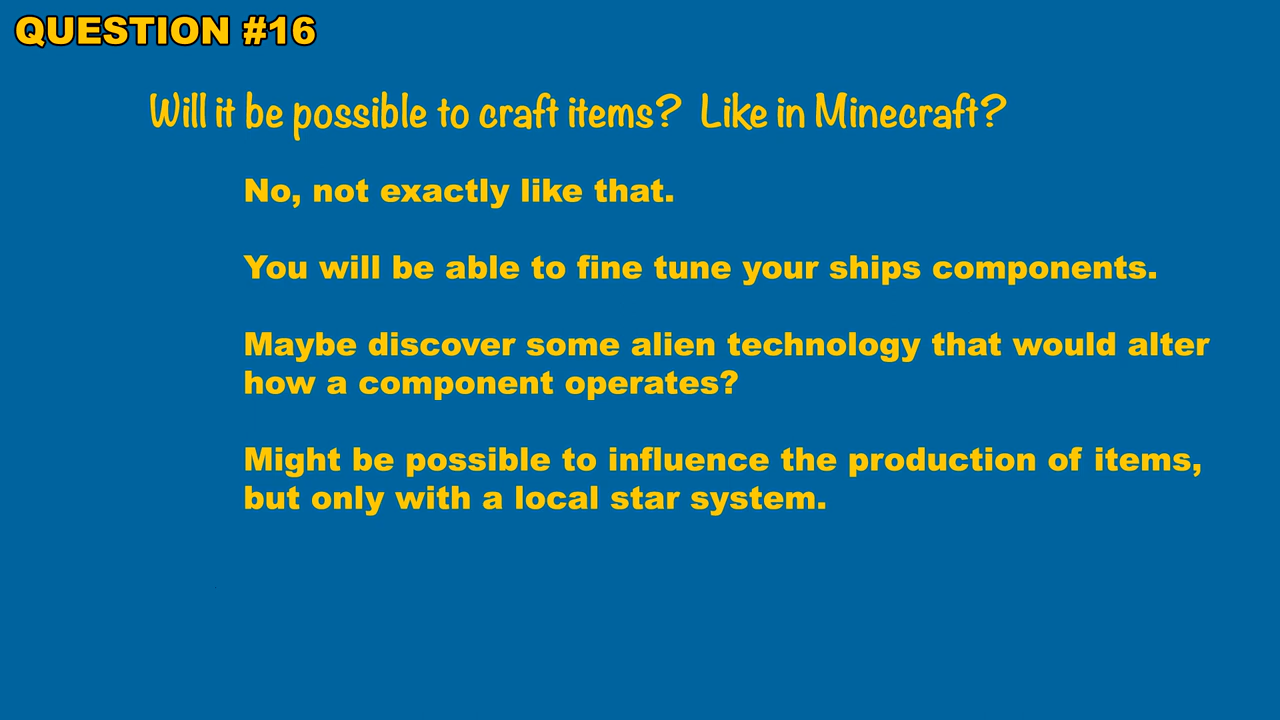 QUESTION #16
Will it be possible to craft items? Like in Minecraft?
No, not exactly like that.
You will be able to fine tune your ships components.
Maybe discover some alien technology that would alter
how a component operates?
Might be possible to influence the production of items,
but only with a local star system.